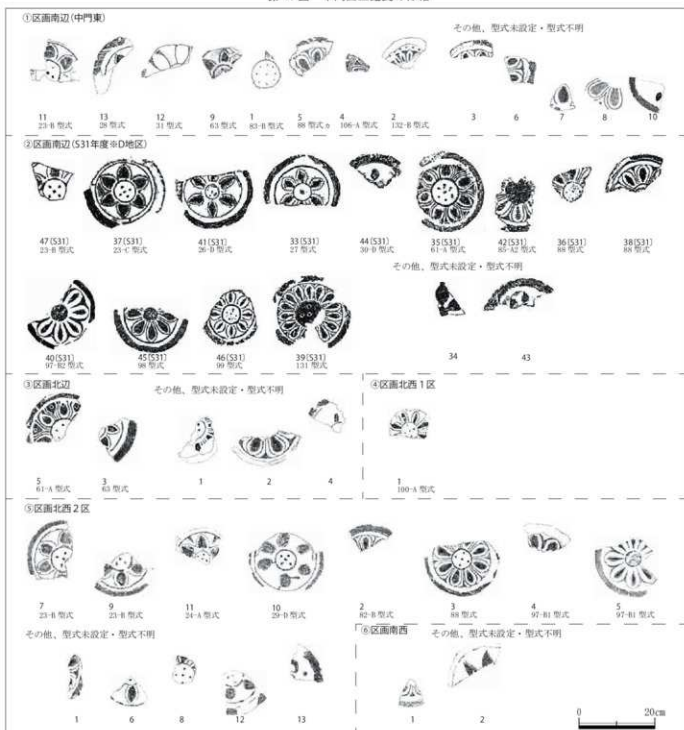 ①区画南辺(中門東)
その他、型式未設定・型式不明
11 13 12 9 1 5 4 2 3 6 7 8 10
23-B 型式 28 型式 31 型式 63 型式 83-B 型式 88 型式 106-A 型式 132-B 型式
②区画南辺(S31年度※D地区)
47(S31) 37(S31) 41(S31) 33(S31) 44(S31) 35(S31) 42(S31) 36(S31) 38(S31)
23-B 型式 23-C 型式 26-D 型式 27 型式 30-D 型式 61-A 型式 85-A2 型式 88 型式 88 型式
その他、型式未設定・型式不明
40(S31) 45(S31) 46(S31) 39(S31) 34 43
97-B2 型式 98 型式 99 型式 131 型式
③区画北辺
その他、型式未設定・型式不明
5 3 1 2 4
61-A 型式 63 型式
④区画北西1区
1
100-A 型式
⑤区画北西2区
7 9 11 10 2 3 4 5
23-B 型式 23-B 型式 24-A 型式 29-D 型式 82-B 型式 88 型式 97-B1 型式 97-B1 型式
その他、型式未設定・型式不明
1 6 8 12 13
⑥区画南西
その他、型式未設定・型式不明
1 2
0 20cm